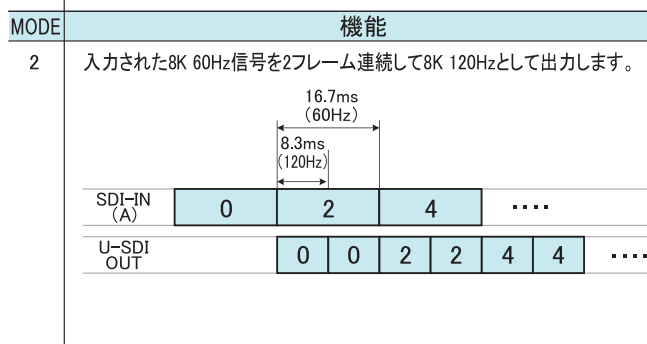 MODE 機能
2 入力された8K 60Hz信号を2フレーム連続して8K 120Hzとして出力します。
16.7ms
(60Hz)
8.3ms
(120Hz)
SDI-IN
(A)
0 2 4 ････
U-SDI
OUT
0 0 2 2 4 4 ････